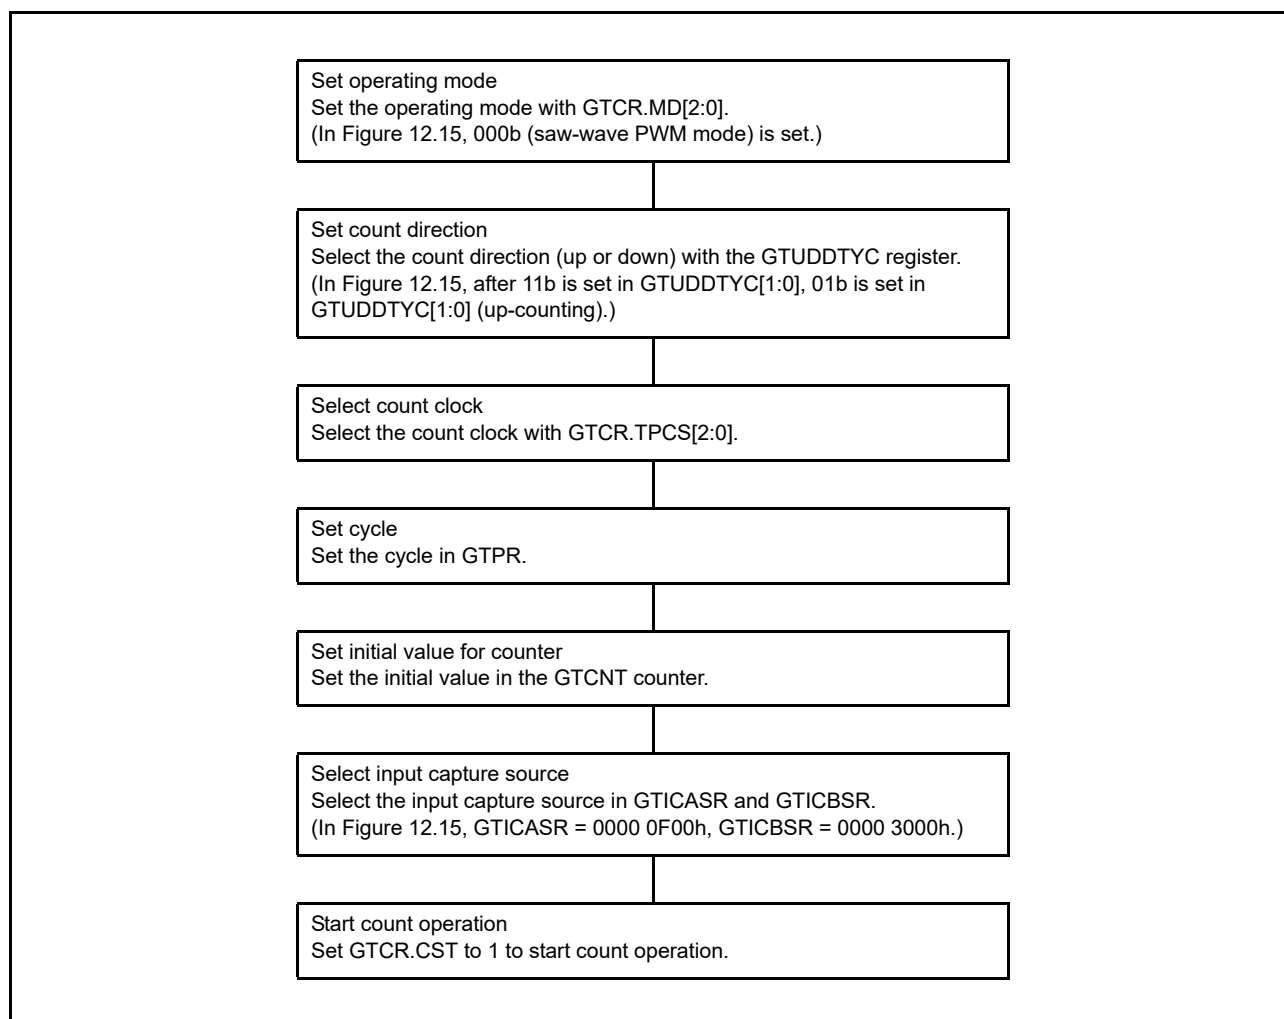 Set operating mode
Set the operating mode with GTCR.MD[2:0].
(In Figure 12.15, 000b (saw-wave PWM mode) is set.)
Set count direction
Select the count direction (up or down) with the GTUDDTYC register.
(In Figure 12.15, after 11b is set in GTUDDTYC[1:0], 01b is set in
GTUDDTYC[1:0] (up-counting).)
Select count clock
Select the count clock with GTCR.TPCS[2:0].
Set cycle
Set the cycle in GTPR.
Set initial value for counter
Set the initial value in the GTCNT counter.
Select input capture source
Select the input capture source in GTICASR and GTICBSR.
(In Figure 12.15, GTICASR = 0000 0F00h, GTICBSR = 0000 3000h.)
Start count operation
Set GTCR.CST to 1 to start count operation.